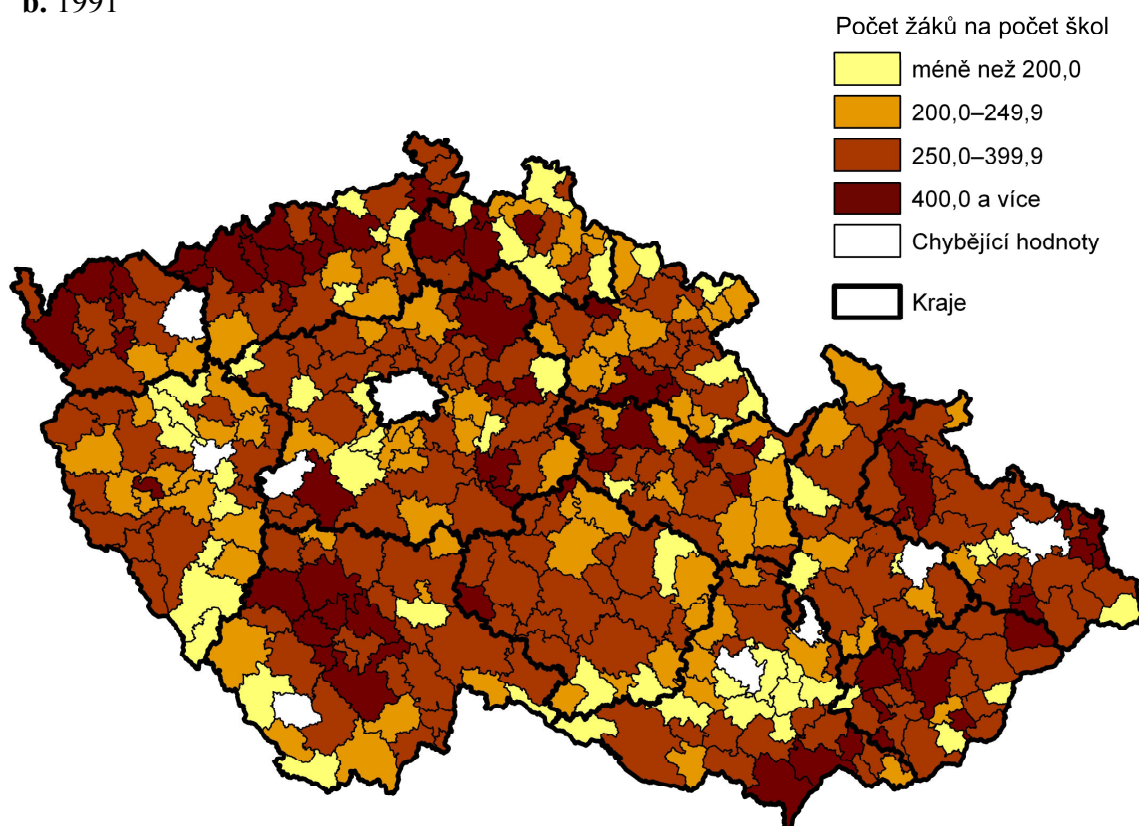 b. 1991
Počet žáků na počet škol
méně než 200,0
200,0–249,9
250,0–399,9
400,0 a více
Chybějící hodnoty
Kraje